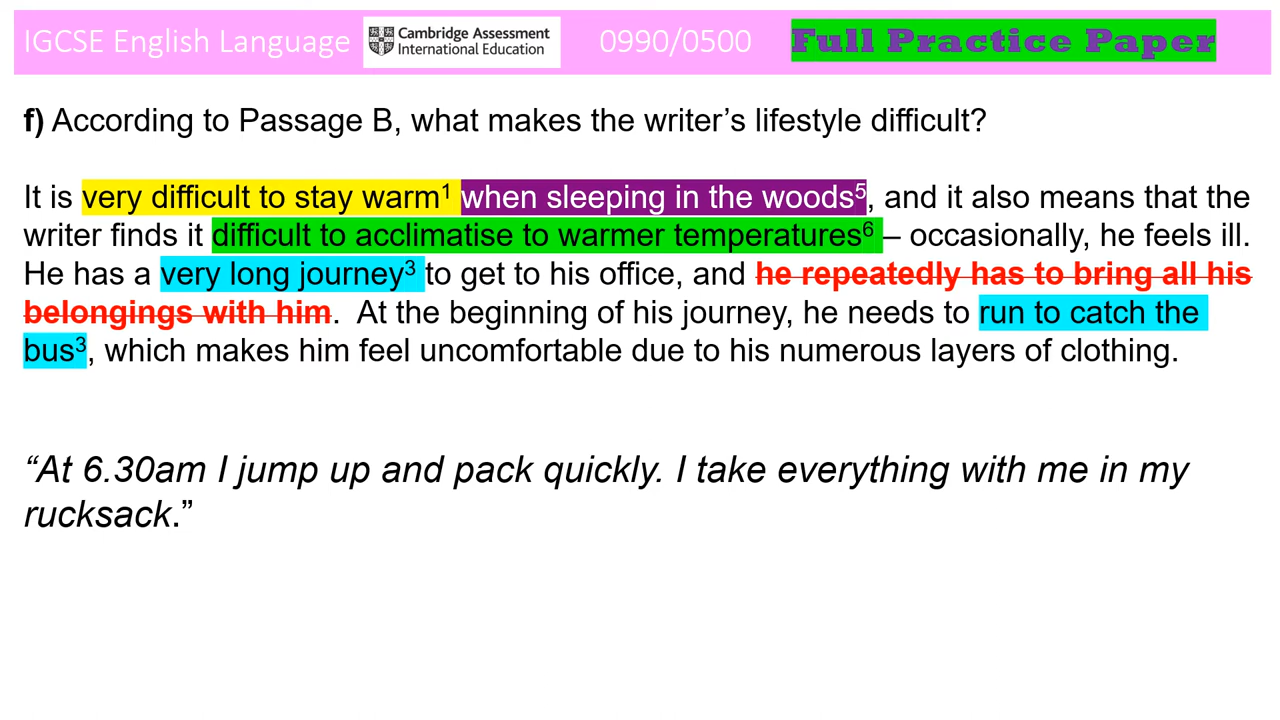 IGCSE English Language Cambridge Assessment International Education 0990/0500 Full Practice Paper
f) According to Passage B, what makes the writer’s lifestyle difficult?
It is very difficult to stay warm¹ when sleeping in the woods⁵, and it also means that the
writer finds it difficult to acclimatise to warmer temperatures⁶ – occasionally, he feels ill.
He has a very long journey³ to get to his office, and he repeatedly has to bring all his
belongings with him. At the beginning of his journey, he needs to run to catch the
bus³, which makes him feel uncomfortable due to his numerous layers of clothing.
“At 6.30am I jump up and pack quickly. I take everything with me in my
rucksack.”